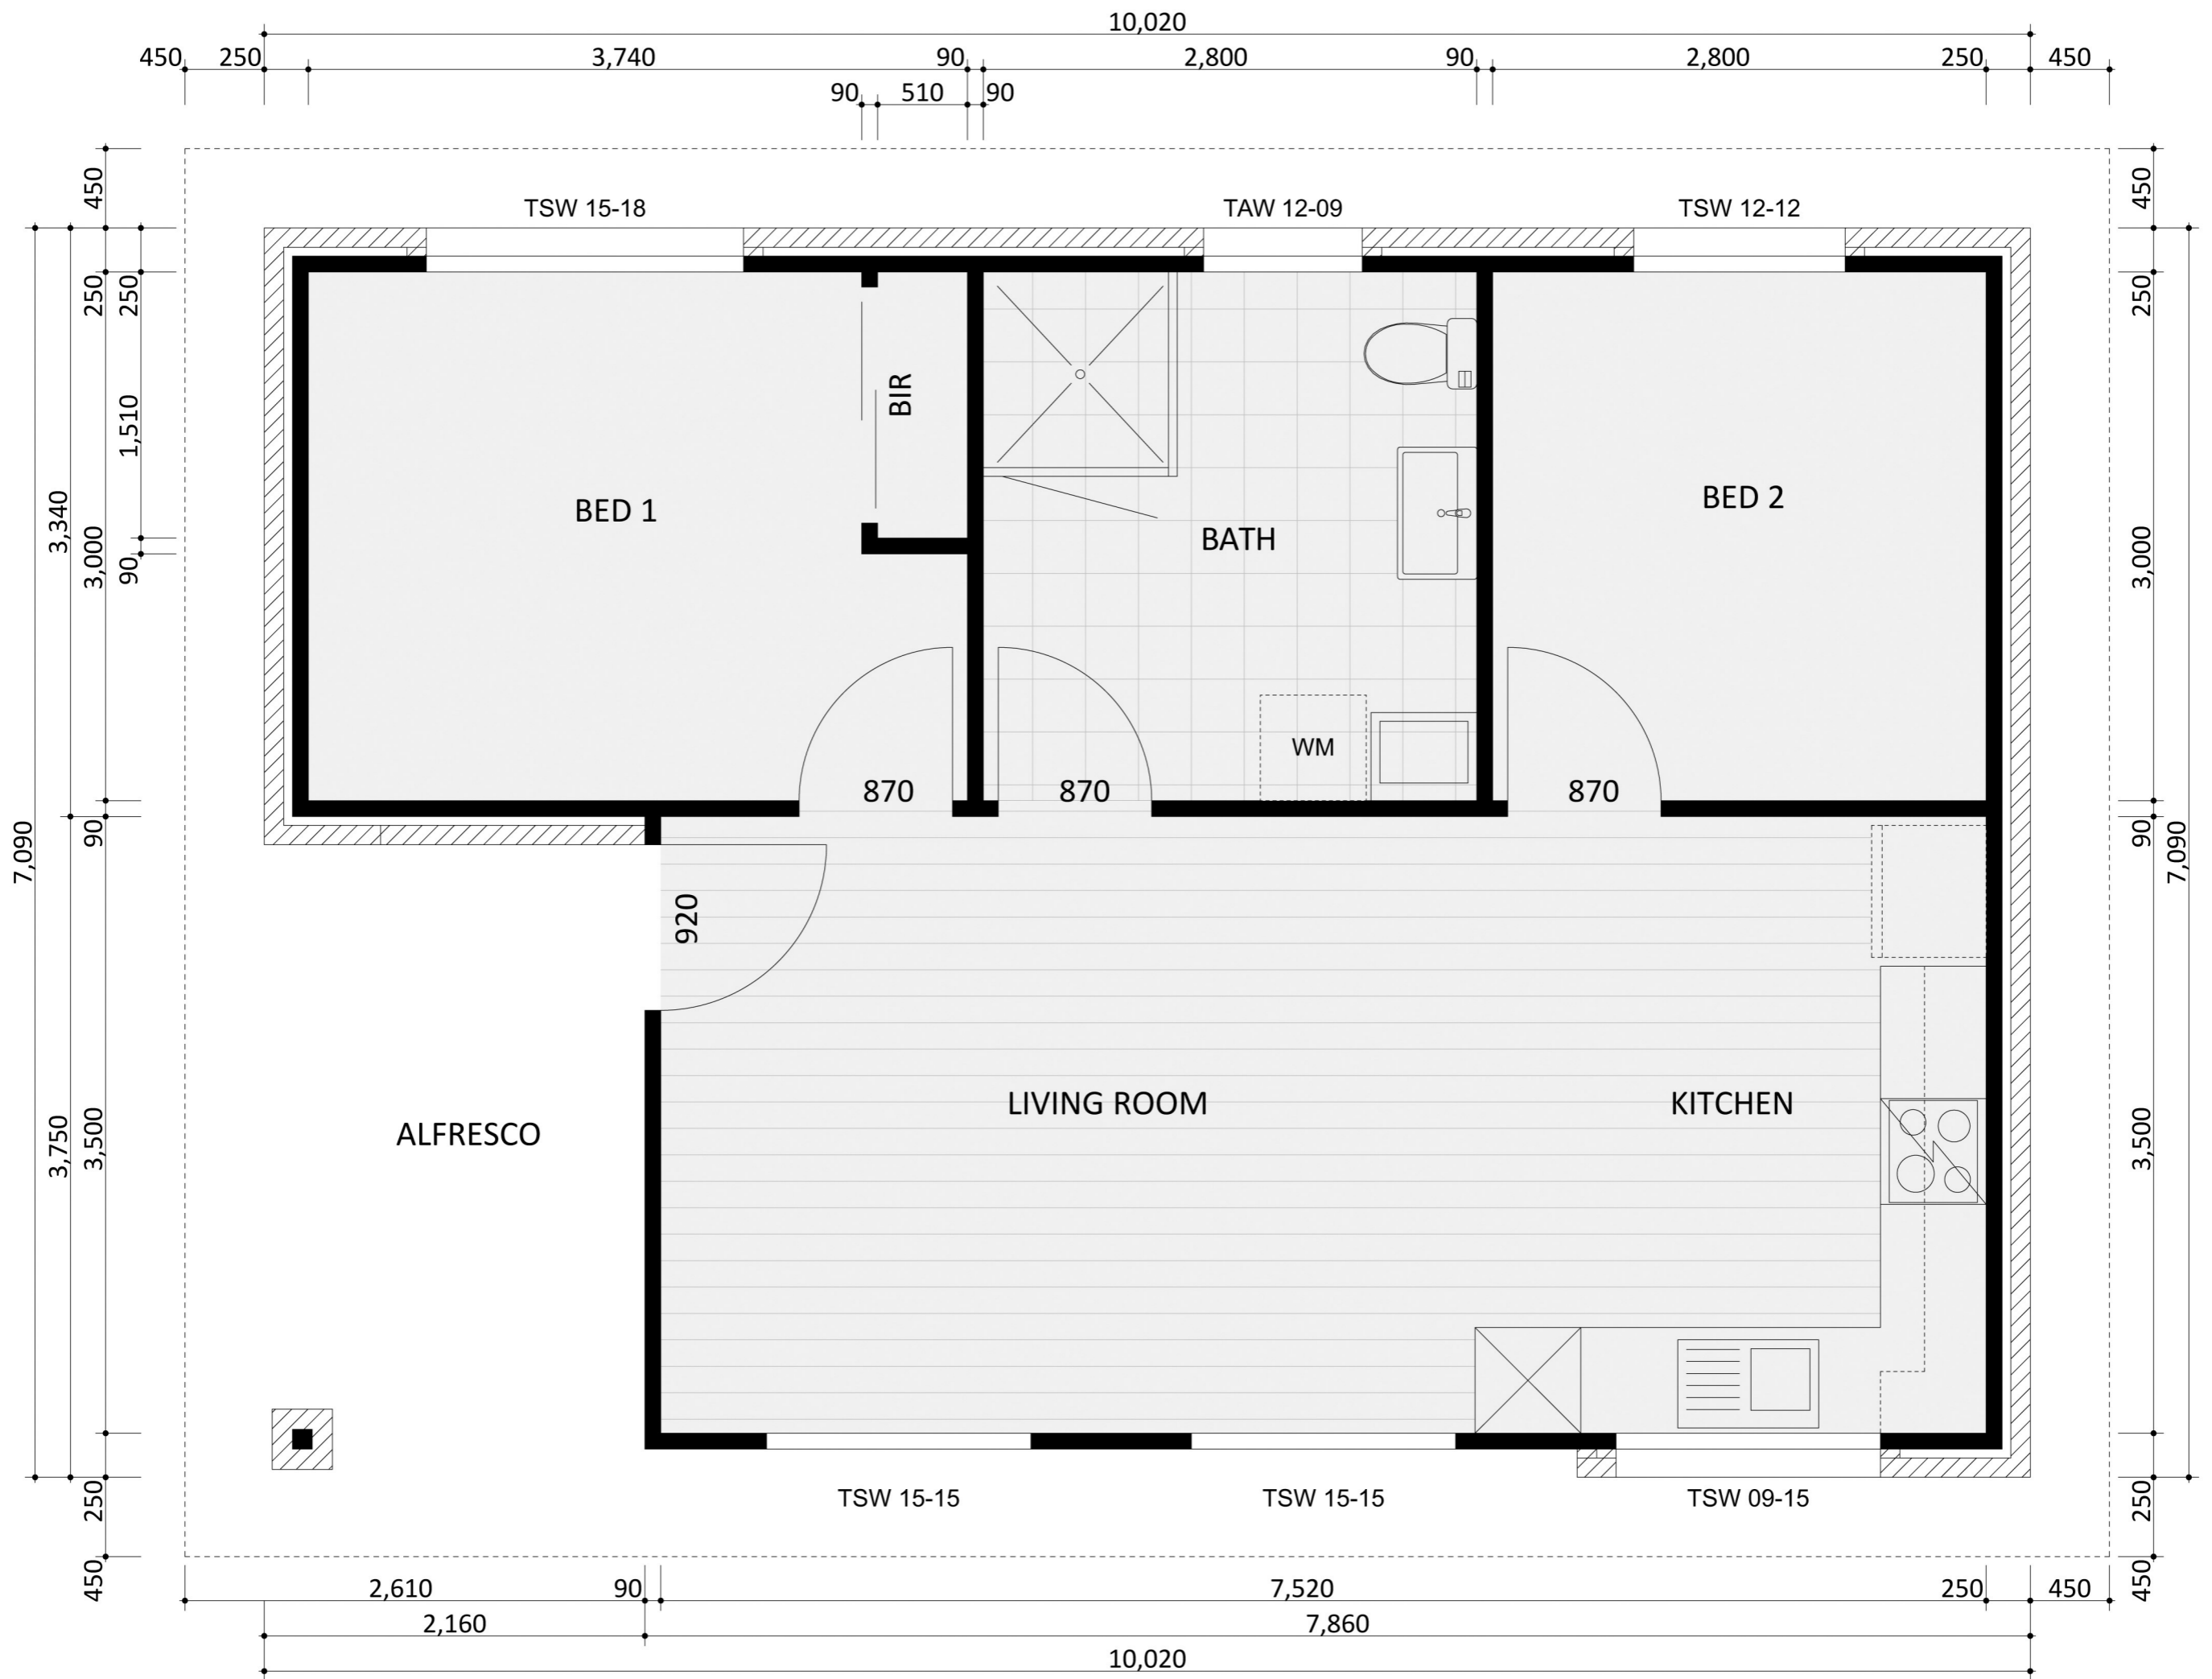 10,020
450 250 3,740 90 2,800 90 2,800 250 450
90 510 90
TSW 15-18 TAW 12-09 TSW 12-12
450
250
250
1,510
3,340
3,000
90
90
7,090
3,750
3,500
250
450
BIR
BED 1
BATH
BED 2
WM
870 870 870
920
LIVING ROOM
KITCHEN
ALFRESCO
450
250
3,000
90
7,090
3,500
250
450
TSW 15-15 TSW 15-15 TSW 09-15
2,610 90 7,520 250 450
2,160 7,860
10,020